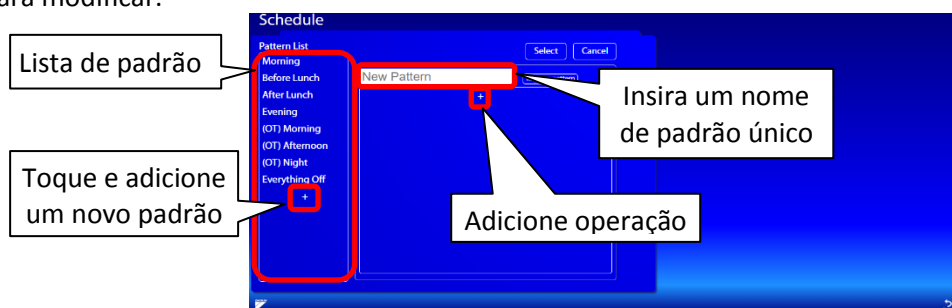 para modificar.
Schedule
Lista de padrão
Pattern List
Select Cancel
Morning
Before Lunch
New Pattern
After Lunch
+
Evening
Insira um nome
de padrão único
(OT) Morning
(OT) Afternoon
(OT) Night
Everything Off
+
Toque e adicione
um novo padrão
Adicione operação